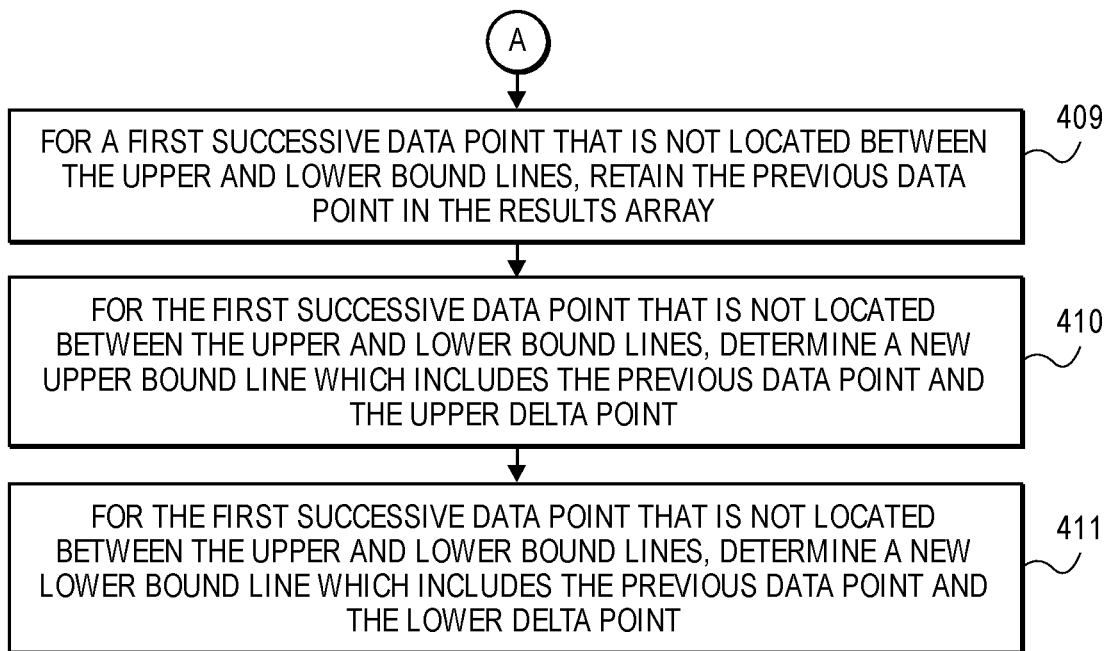 A
FOR A FIRST SUCCESSIVE DATA POINT THAT IS NOT LOCATED BETWEEN
THE UPPER AND LOWER BOUND LINES, RETAIN THE PREVIOUS DATA
POINT IN THE RESULTS ARRAY
409
FOR THE FIRST SUCCESSIVE DATA POINT THAT IS NOT LOCATED
BETWEEN THE UPPER AND LOWER BOUND LINES, DETERMINE A NEW
UPPER BOUND LINE WHICH INCLUDES THE PREVIOUS DATA POINT AND
THE UPPER DELTA POINT
410
FOR THE FIRST SUCCESSIVE DATA POINT THAT IS NOT LOCATED
BETWEEN THE UPPER AND LOWER BOUND LINES, DETERMINE A NEW
LOWER BOUND LINE WHICH INCLUDES THE PREVIOUS DATA POINT AND
THE LOWER DELTA POINT
411